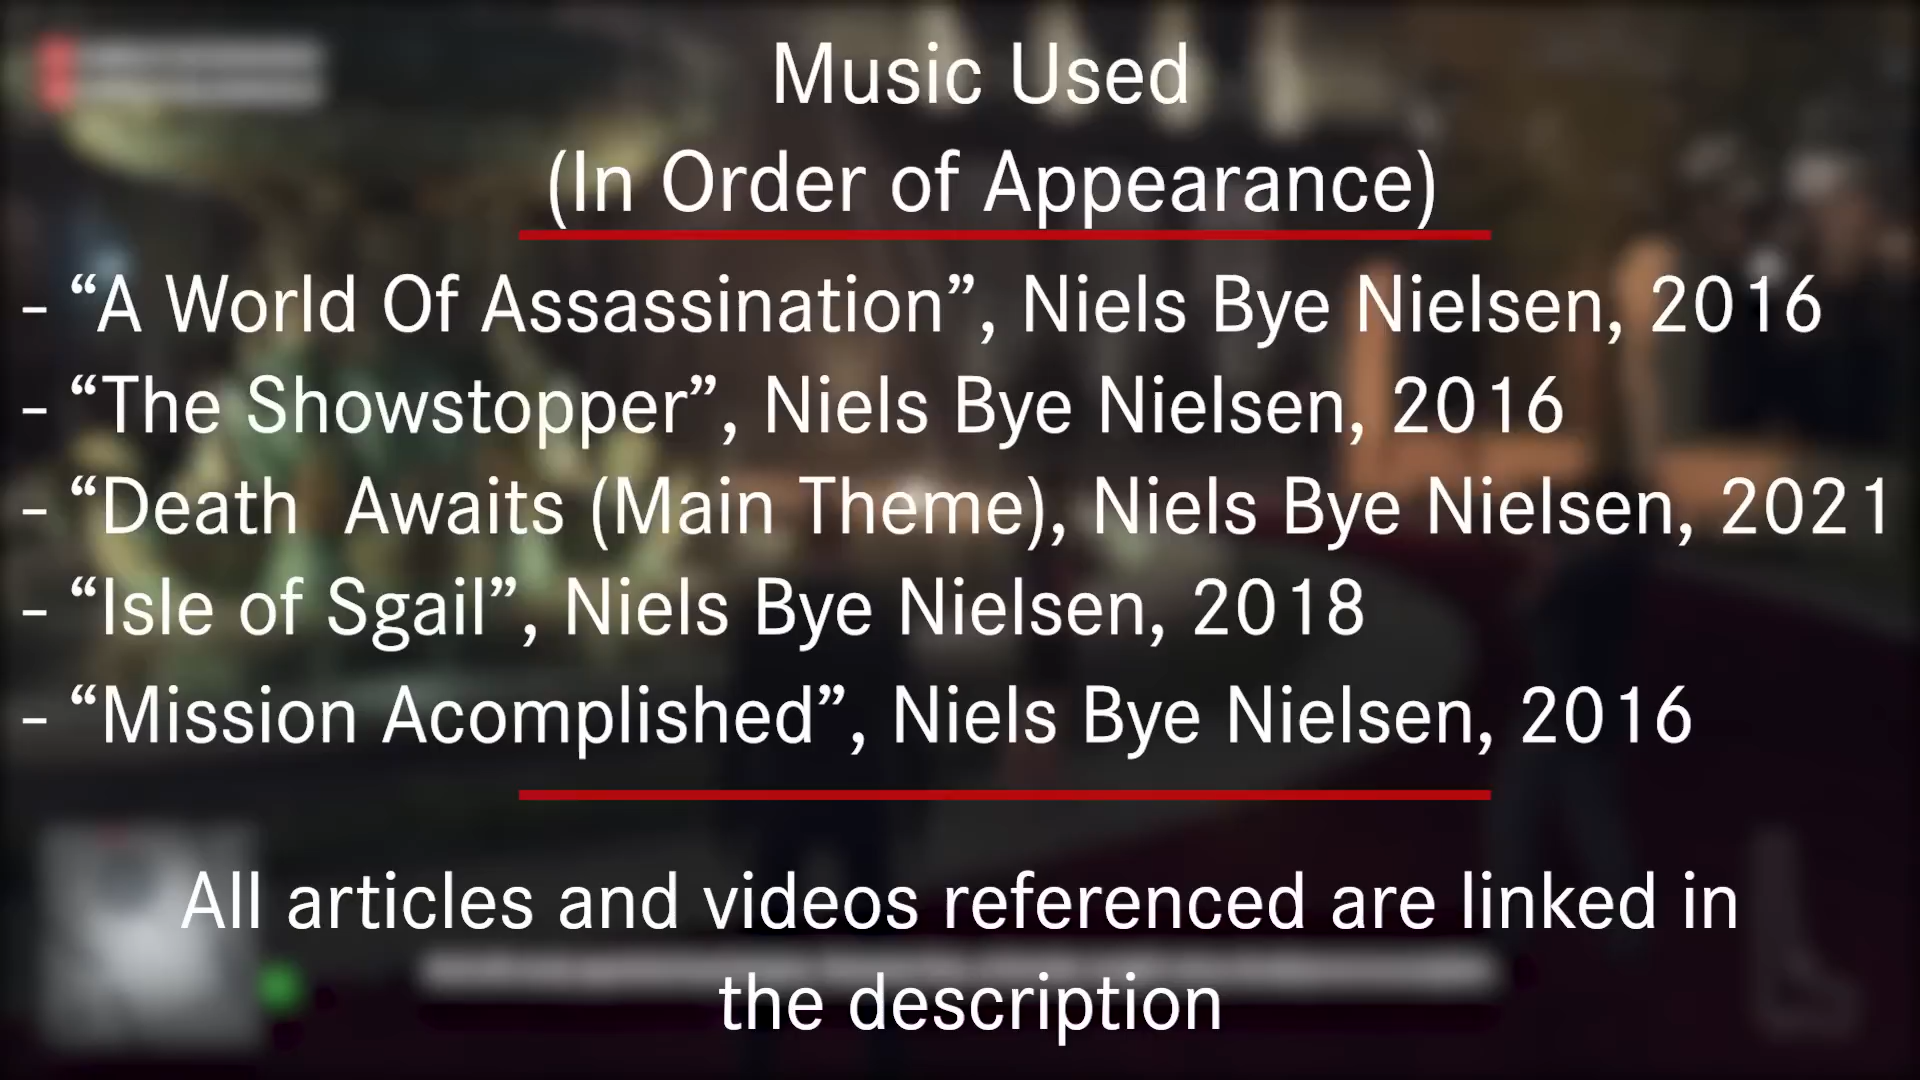 Music Used
(In Order of Appearance)
- “A World Of Assassination”, Niels Bye Nielsen, 2016
- “The Showstopper”, Niels Bye Nielsen, 2016
- “Death  Awaits (Main Theme), Niels Bye Nielsen, 2021
- “Isle of Sgail”, Niels Bye Nielsen, 2018
- “Mission Acomplished”, Niels Bye Nielsen, 2016
All articles and videos referenced are linked in
the description